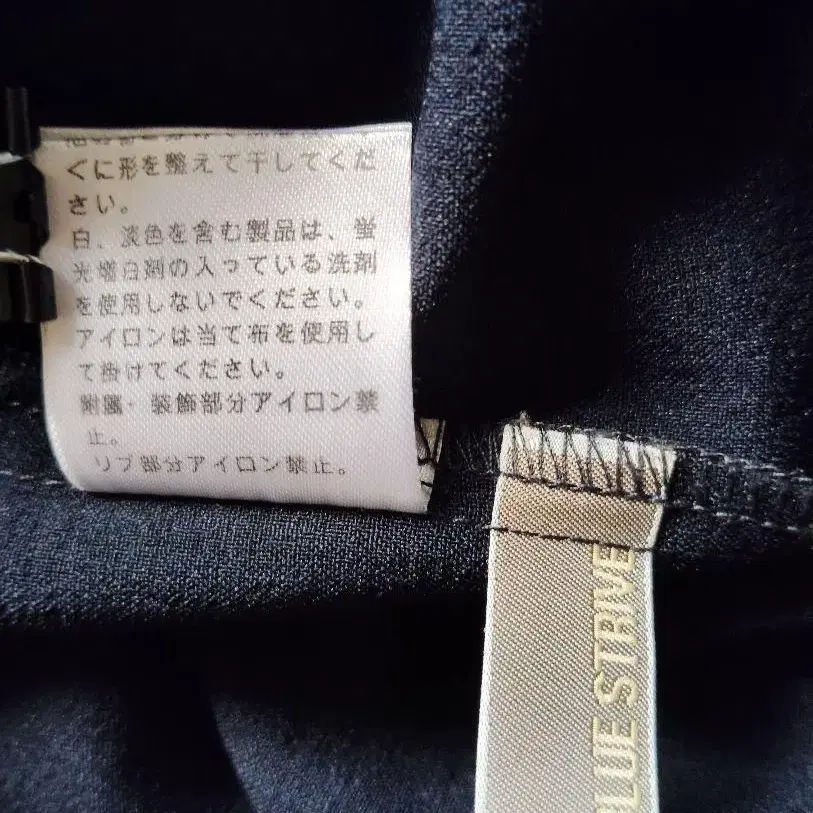 くに形を整えて干してくだ
さい。
白、淡色を含む製品は、蛍
光増白剤の入っている洗剤
を使用しないでください。
アイロンは当て布を使用し
て掛けてください。
附属・装飾部分アイロン禁
止。
リブ部分アイロン禁止。
BLUE STRIVE